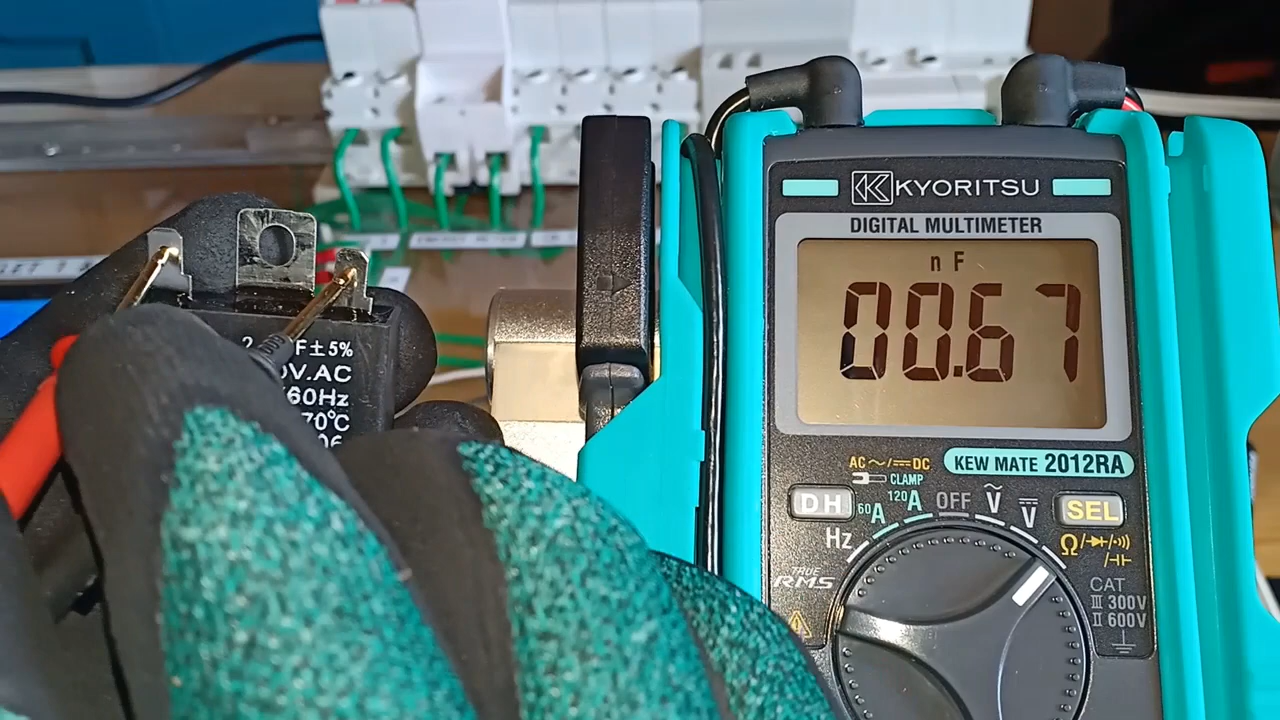 KYORITSU
DIGITAL MULTIMETER
nF
00.67
KEW MATE 2012RA
AC ~/⎓ DC
CLAMP
DH
60A
120A
OFF
V
V
SEL
Hz
Ω
TRUE
RMS
CAT
III 300V
II 600V
F±5%
V.AC
/60Hz
70°C
06